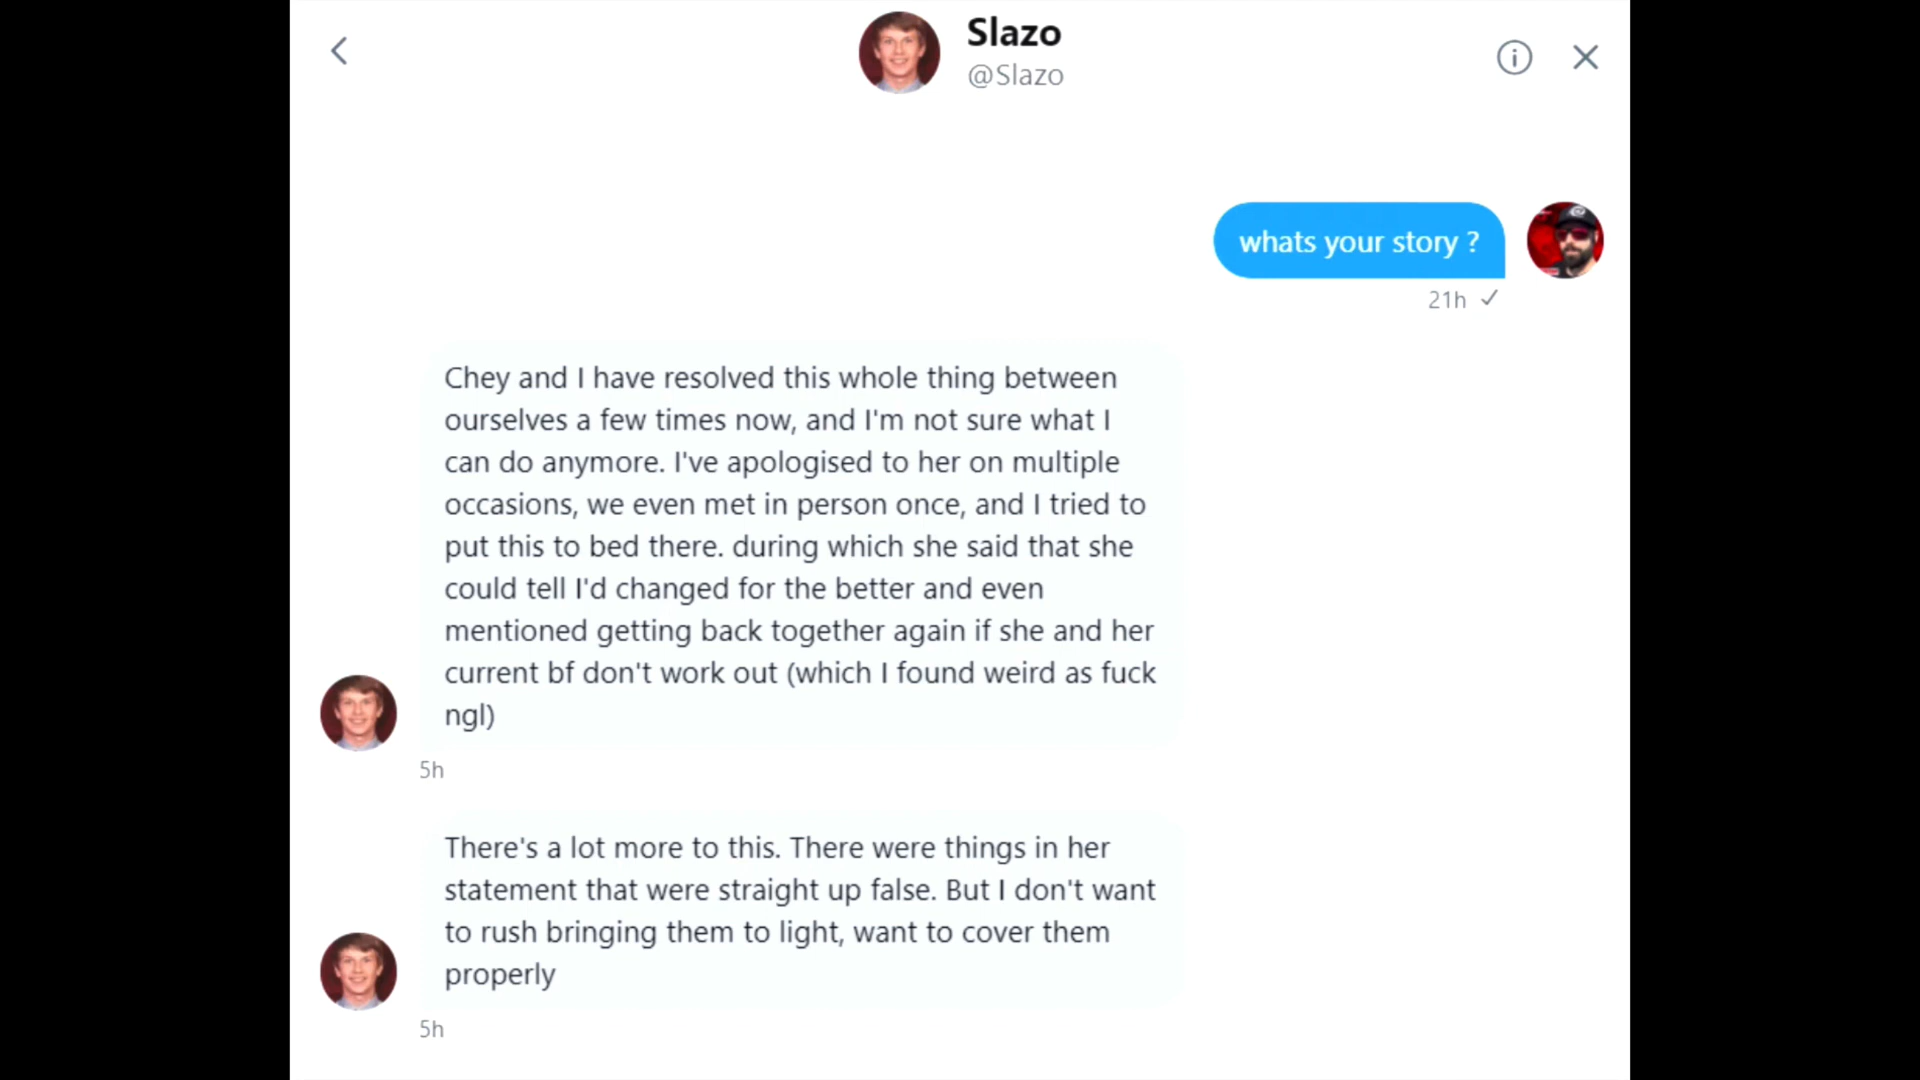 Slazo
@Slazo
whats your story ?
21h ✓
Chey and I have resolved this whole thing between
ourselves a few times now, and I'm not sure what I
can do anymore. I've apologised to her on multiple
occasions, we even met in person once, and I tried to
put this to bed there. during which she said that she
could tell I'd changed for the better and even
mentioned getting back together again if she and her
current bf don't work out (which I found weird as fuck
ngl)
5h
There's a lot more to this. There were things in her
statement that were straight up false. But I don't want
to rush bringing them to light, want to cover them
properly
5h